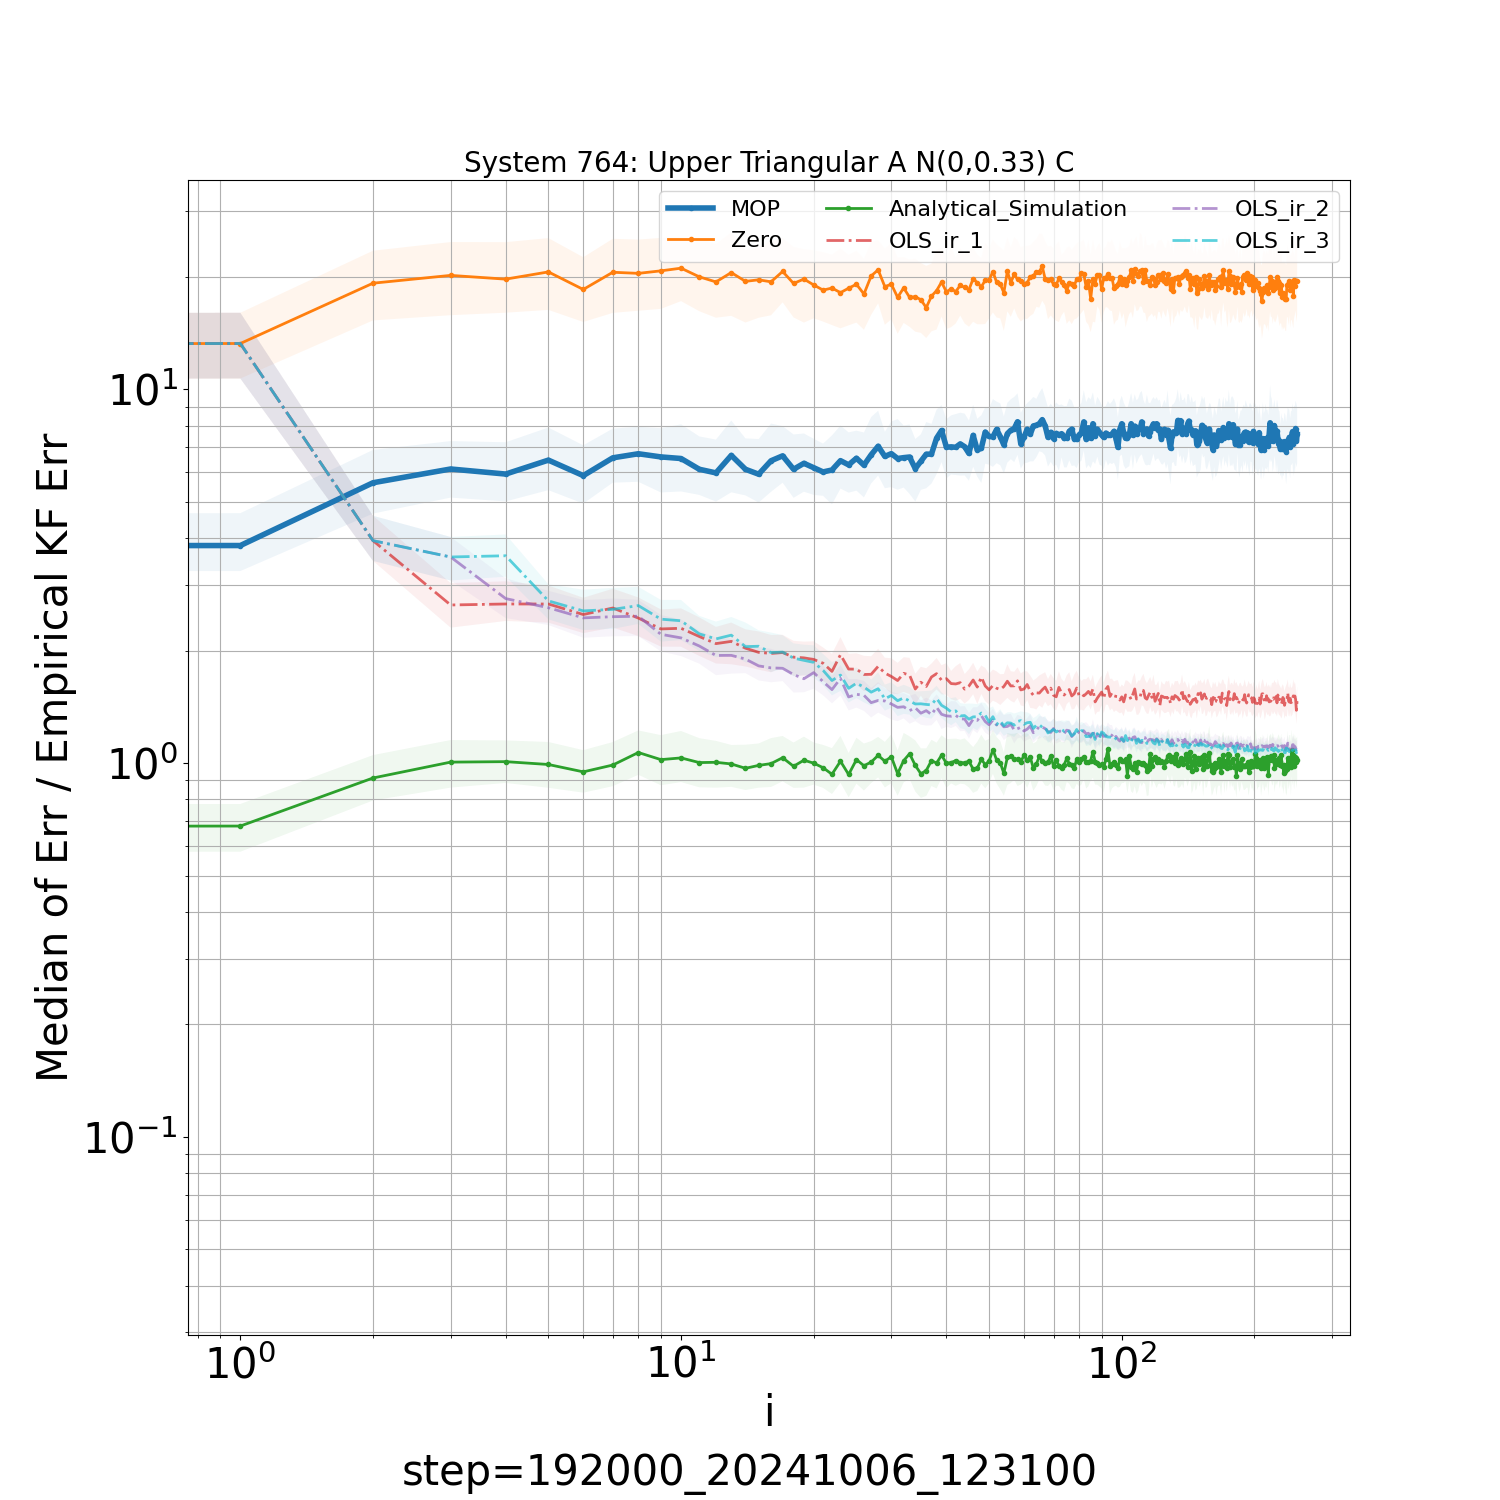 System 764: Upper Triangular A N(0,0.33) C
MOP
Zero
Analytical_Simulation
OLS_ir_1
OLS_ir_2
OLS_ir_3
Median of Err / Empirical KF Err
10¹
10⁰
10⁻¹
10⁰ 10¹ 10²
i
step=192000_20241006_123100